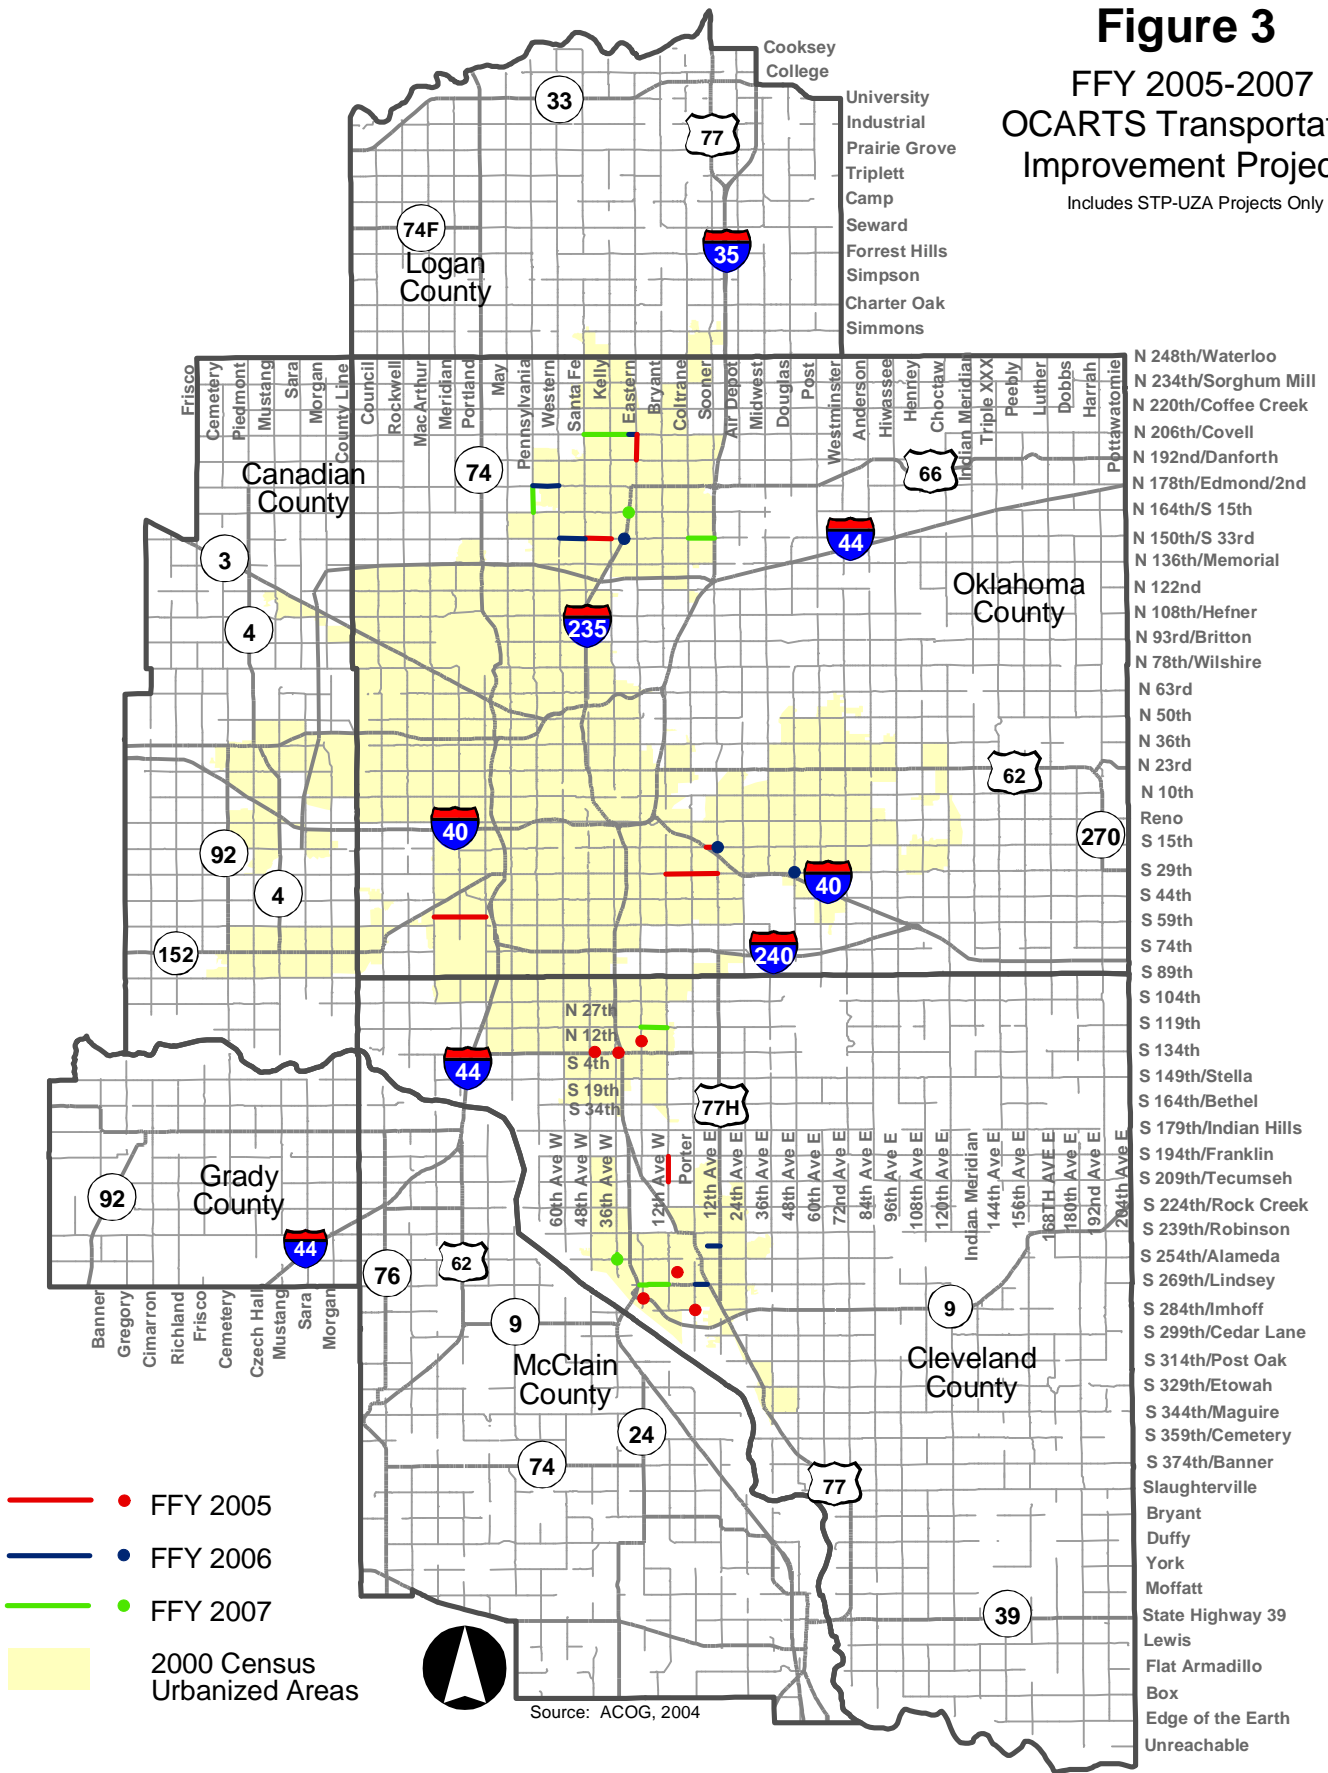 Figure 3
FFY 2005-2007
OCARTS Transportat
Improvement Projec
Includes STP-UZA Projects Only
Cooksey
College
University
Industrial
Prairie Grove
Triplett
Camp
Seward
Forrest Hills
Simpson
Charter Oak
Simmons
33
77
74F
35
Logan
County
N 248th/Waterloo
N 234th/Sorghum Mill
N 220th/Coffee Creek
N 206th/Covell
N 192nd/Danforth
N 178th/Edmond/2nd
N 164th/S 15th
N 150th/S 33rd
N 136th/Memorial
N 122nd
N 108th/Hefner
N 93rd/Britton
N 78th/Wilshire
N 63rd
N 50th
N 36th
N 23rd
N 10th
Reno
S 15th
S 29th
S 44th
S 59th
S 74th
S 89th
S 104th
S 119th
S 134th
S 149th/Stella
S 164th/Bethel
S 179th/Indian Hills
S 194th/Franklin
S 209th/Tecumseh
S 224th/Rock Creek
S 239th/Robinson
S 254th/Alameda
S 269th/Lindsey
S 284th/Imhoff
S 299th/Cedar Lane
S 314th/Post Oak
S 329th/Etowah
S 344th/Maguire
S 359th/Cemetery
S 374th/Banner
Slaughterville
Bryant
Duffy
York
Moffatt
State Highway 39
Lewis
Flat Armadillo
Box
Edge of the Earth
Unreachable
Frisco
Cemetery
Piedmont
Mustang
Sara
Morgan
County Line
Council
Rockwell
MacArthur
Meridian
Portland
May
Pennsylvania
Western
Santa Fe
Kelly
Eastern
Bryant
Coltrane
Sooner
Air Depot
Midwest
Douglas
Post
Westminster
Anderson
Hiwassee
Henney
Choctaw
Indian Meridian
Triple XXX
Peebly
Luther
Dobbs
Harrah
Pottawatomie
Canadian
County
74
66
3
44
Oklahoma
County
4
235
62
40
270
92
4
40
152
240
N 27th
N 12th
S 4th
S 19th
S 34th
44
77H
60th Ave W
48th Ave W
36th Ave W
12th Ave W
Porter
12th Ave E
24th Ave E
36th Ave E
48th Ave E
60th Ave E
72nd Ave E
84th Ave E
96th Ave E
108th Ave E
120th Ave E
Indian Meridian
144th Ave E
156th Ave E
168TH AVE E
180th Ave E
192nd Ave E
204th Ave E
Grady
County
92
44
62
76
9
9
Banner
Gregory
Cimarron
Richland
Frisco
Cemetery
Czech Hall
Mustang
Sara
Morgan
McClain
County
Cleveland
County
24
74
77
39
FFY 2005
FFY 2006
FFY 2007
2000 Census
Urbanized Areas
Source: ACOG, 2004